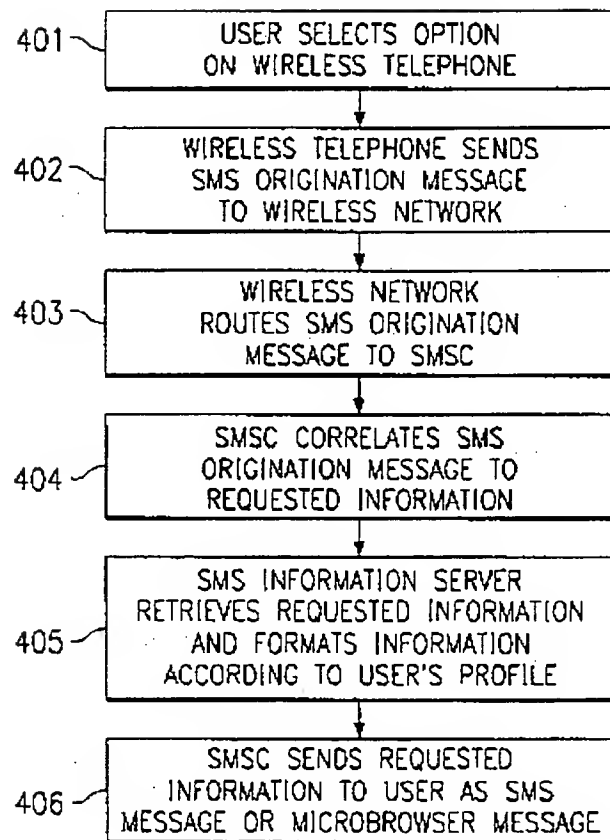 401
USER SELECTS OPTION
ON WIRELESS TELEPHONE
402
WIRELESS TELEPHONE SENDS
SMS ORIGINATION MESSAGE
TO WIRELESS NETWORK
403
WIRELESS NETWORK
ROUTES SMS ORIGINATION
MESSAGE TO SMSC
404
SMSC CORRELATES SMS
ORIGINATION MESSAGE TO
REQUESTED INFORMATION
405
SMS INFORMATION SERVER
RETRIEVES REQUESTED INFORMATION
AND FORMATS INFORMATION
ACCORDING TO USER'S PROFILE
406
SMSC SENDS REQUESTED
INFORMATION TO USER AS SMS
MESSAGE OR MICROBROWSER MESSAGE